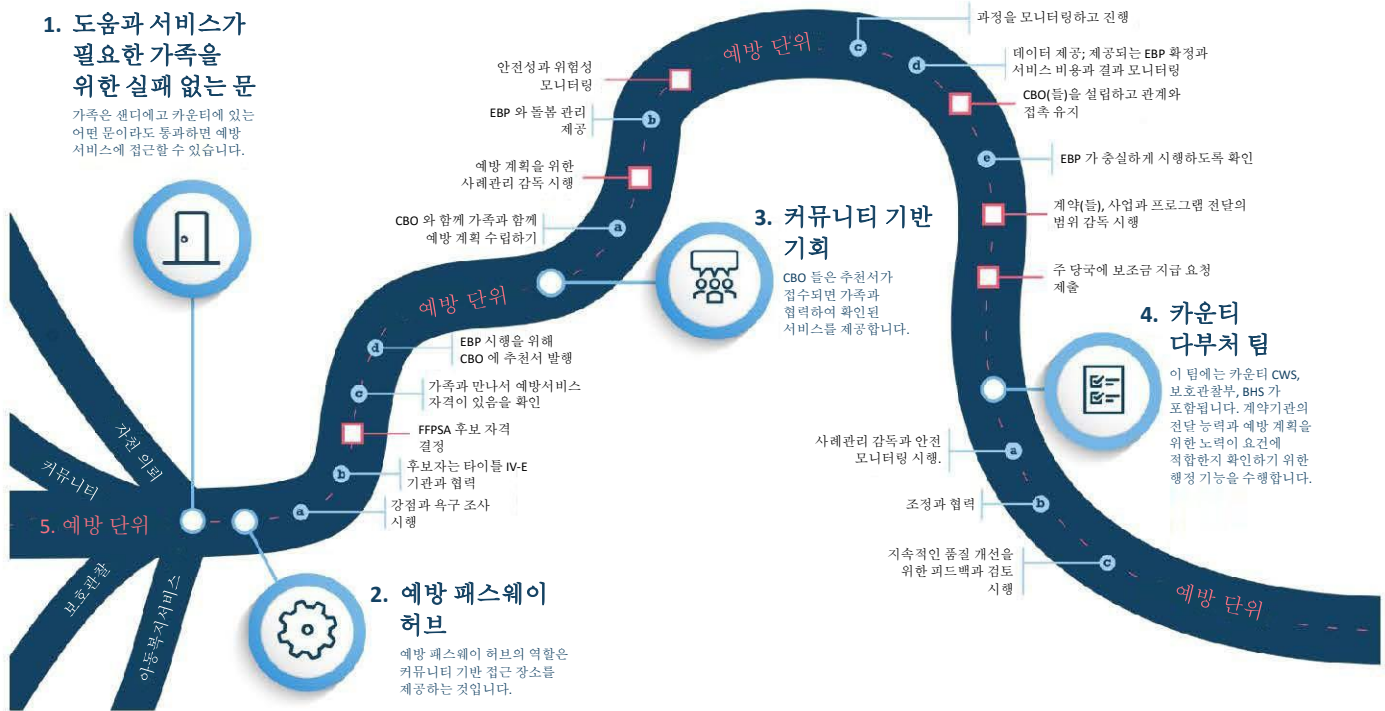 1. 도움과 서비스가
필요한 가족을
위한 실패 없는 문
가족은 샌디에고 카운티에 있는
어떤 문이라도 통과하면 예방
서비스에 접근할 수 있습니다.
자천 의뢰
커뮤니티
5. 예방 단위
보호관찰
아동복지서비스
2. 예방 패스웨이
허브
예방 패스웨이 허브의 역할은
커뮤니티 기반 접근 장소를
제공하는 것입니다.
a
강점과 욕구 조사
시행
b
후보자는 타이틀 IV-E
기관과 협력
FFPSA 후보 자격
결정
c
가족과 만나서 예방서비스
자격이 있음을 확인
d
EBP 시행을 위해
CBO 에 추천서 발행
예방 단위
3. 커뮤니티 기반
기회
CBO 들은 추천서가
접수되면 가족과
협력하여 확인된
서비스를 제공합니다.
a
CBO 와 함께 가족과 함께
예방 계획 수립하기
예방 계획을 위한
사례관리 감독 시행
b
EBP 와 돌봄 관리
제공
안전성과 위험성
모니터링
예방 단위
c
과정을 모니터링하고 진행
d
데이터 제공; 제공되는 EBP 확정과
서비스 비용과 결과 모니터링
CBO(들)을 설립하고 관계와
접촉 유지
e
EBP 가 충실하게 시행하도록 확인
계약(들), 사업과 프로그램 전달의
범위 감독 시행
주 당국에 보조금 지급 요청
제출
4. 카운티
다부처 팀
이 팀에는 카운티 CWS,
보호관찰부, BHS 가
포함됩니다. 계약기관의
전달 능력과 예방 계획을
위한 노력이 요건에
적합한지 확인하기 위한
행정 기능을 수행합니다.
a
사례관리 감독과 안전
모니터링 시행.
b
조정과 협력
c
지속적인 품질 개선을
위한 피드백과 검토
시행
예방 단위